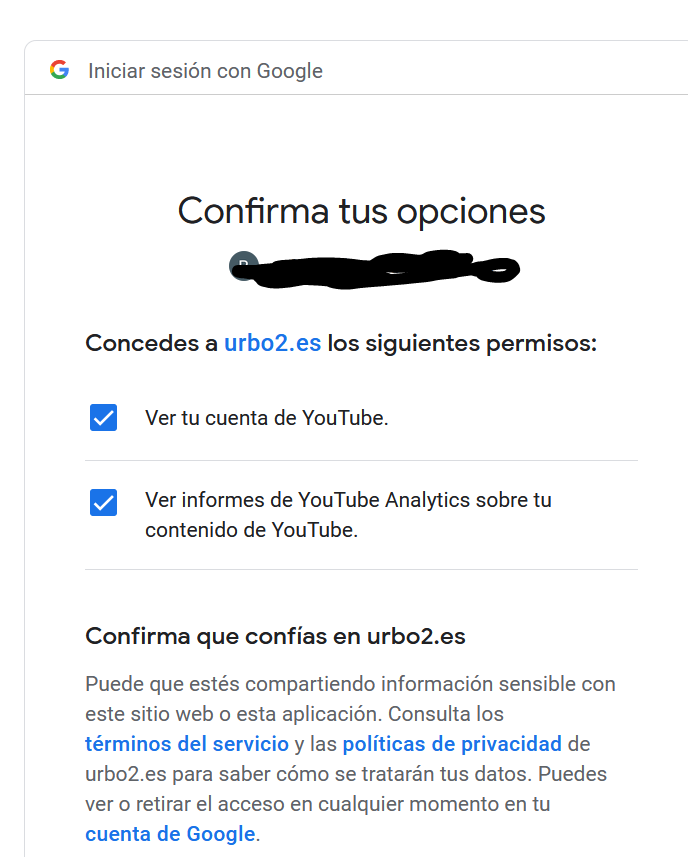 Iniciar sesión con Google
Confirma tus opciones
Concedes a urbo2.es los siguientes permisos:
Ver tu cuenta de YouTube.
Ver informes de YouTube Analytics sobre tu
contenido de YouTube.
Confirma que confías en urbo2.es
Puede que estés compartiendo información sensible con
este sitio web o esta aplicación. Consulta los
términos del servicio y las políticas de privacidad de
urbo2.es para saber cómo se tratarán tus datos. Puedes
ver o retirar el acceso en cualquier momento en tu
cuenta de Google.